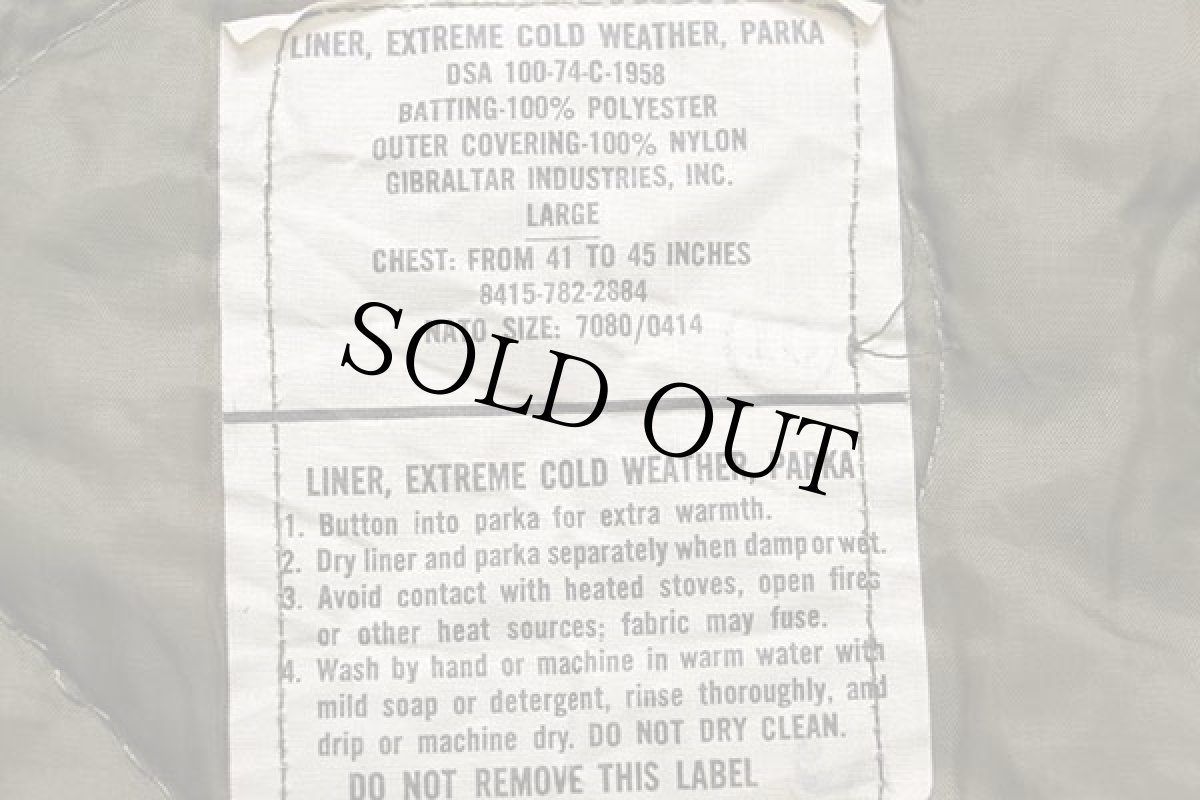 LINER, EXTREME COLD WEATHER, PARKA
DSA 100-74-C-1958
BATTING-100% POLYESTER
OUTER COVERING-100% NYLON
GIBRALTAR INDUSTRIES, INC.
LARGE
CHEST: FROM 41 TO 45 INCHES
8415-782-2884
NATO SIZE: 7080/0414
SOLD OUT
LINER, EXTREME COLD WEATHER, PARKA
1. Button into parka for extra warmth.
2. Dry liner and parka separately when damp or wet.
3. Avoid contact with heated stoves, open fires
or other heat sources; fabric may fuse.
4. Wash by hand or machine in warm water with
mild soap or detergent, rinse thoroughly, and
drip or machine dry. DO NOT DRY CLEAN.
DO NOT REMOVE THIS LABEL